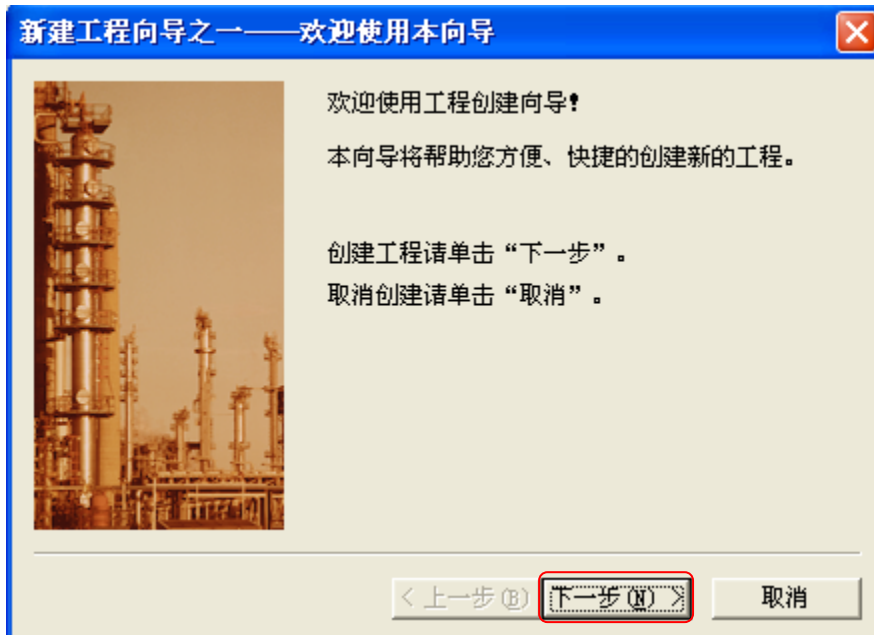 新建工程向导之一——欢迎使用本向导
欢迎使用工程创建向导!
本向导将帮助您方便、快捷的创建新的工程。
创建工程请单击“下一步”。
取消创建请单击“取消”。
< 上一步(B) 下一步(N) > 取消